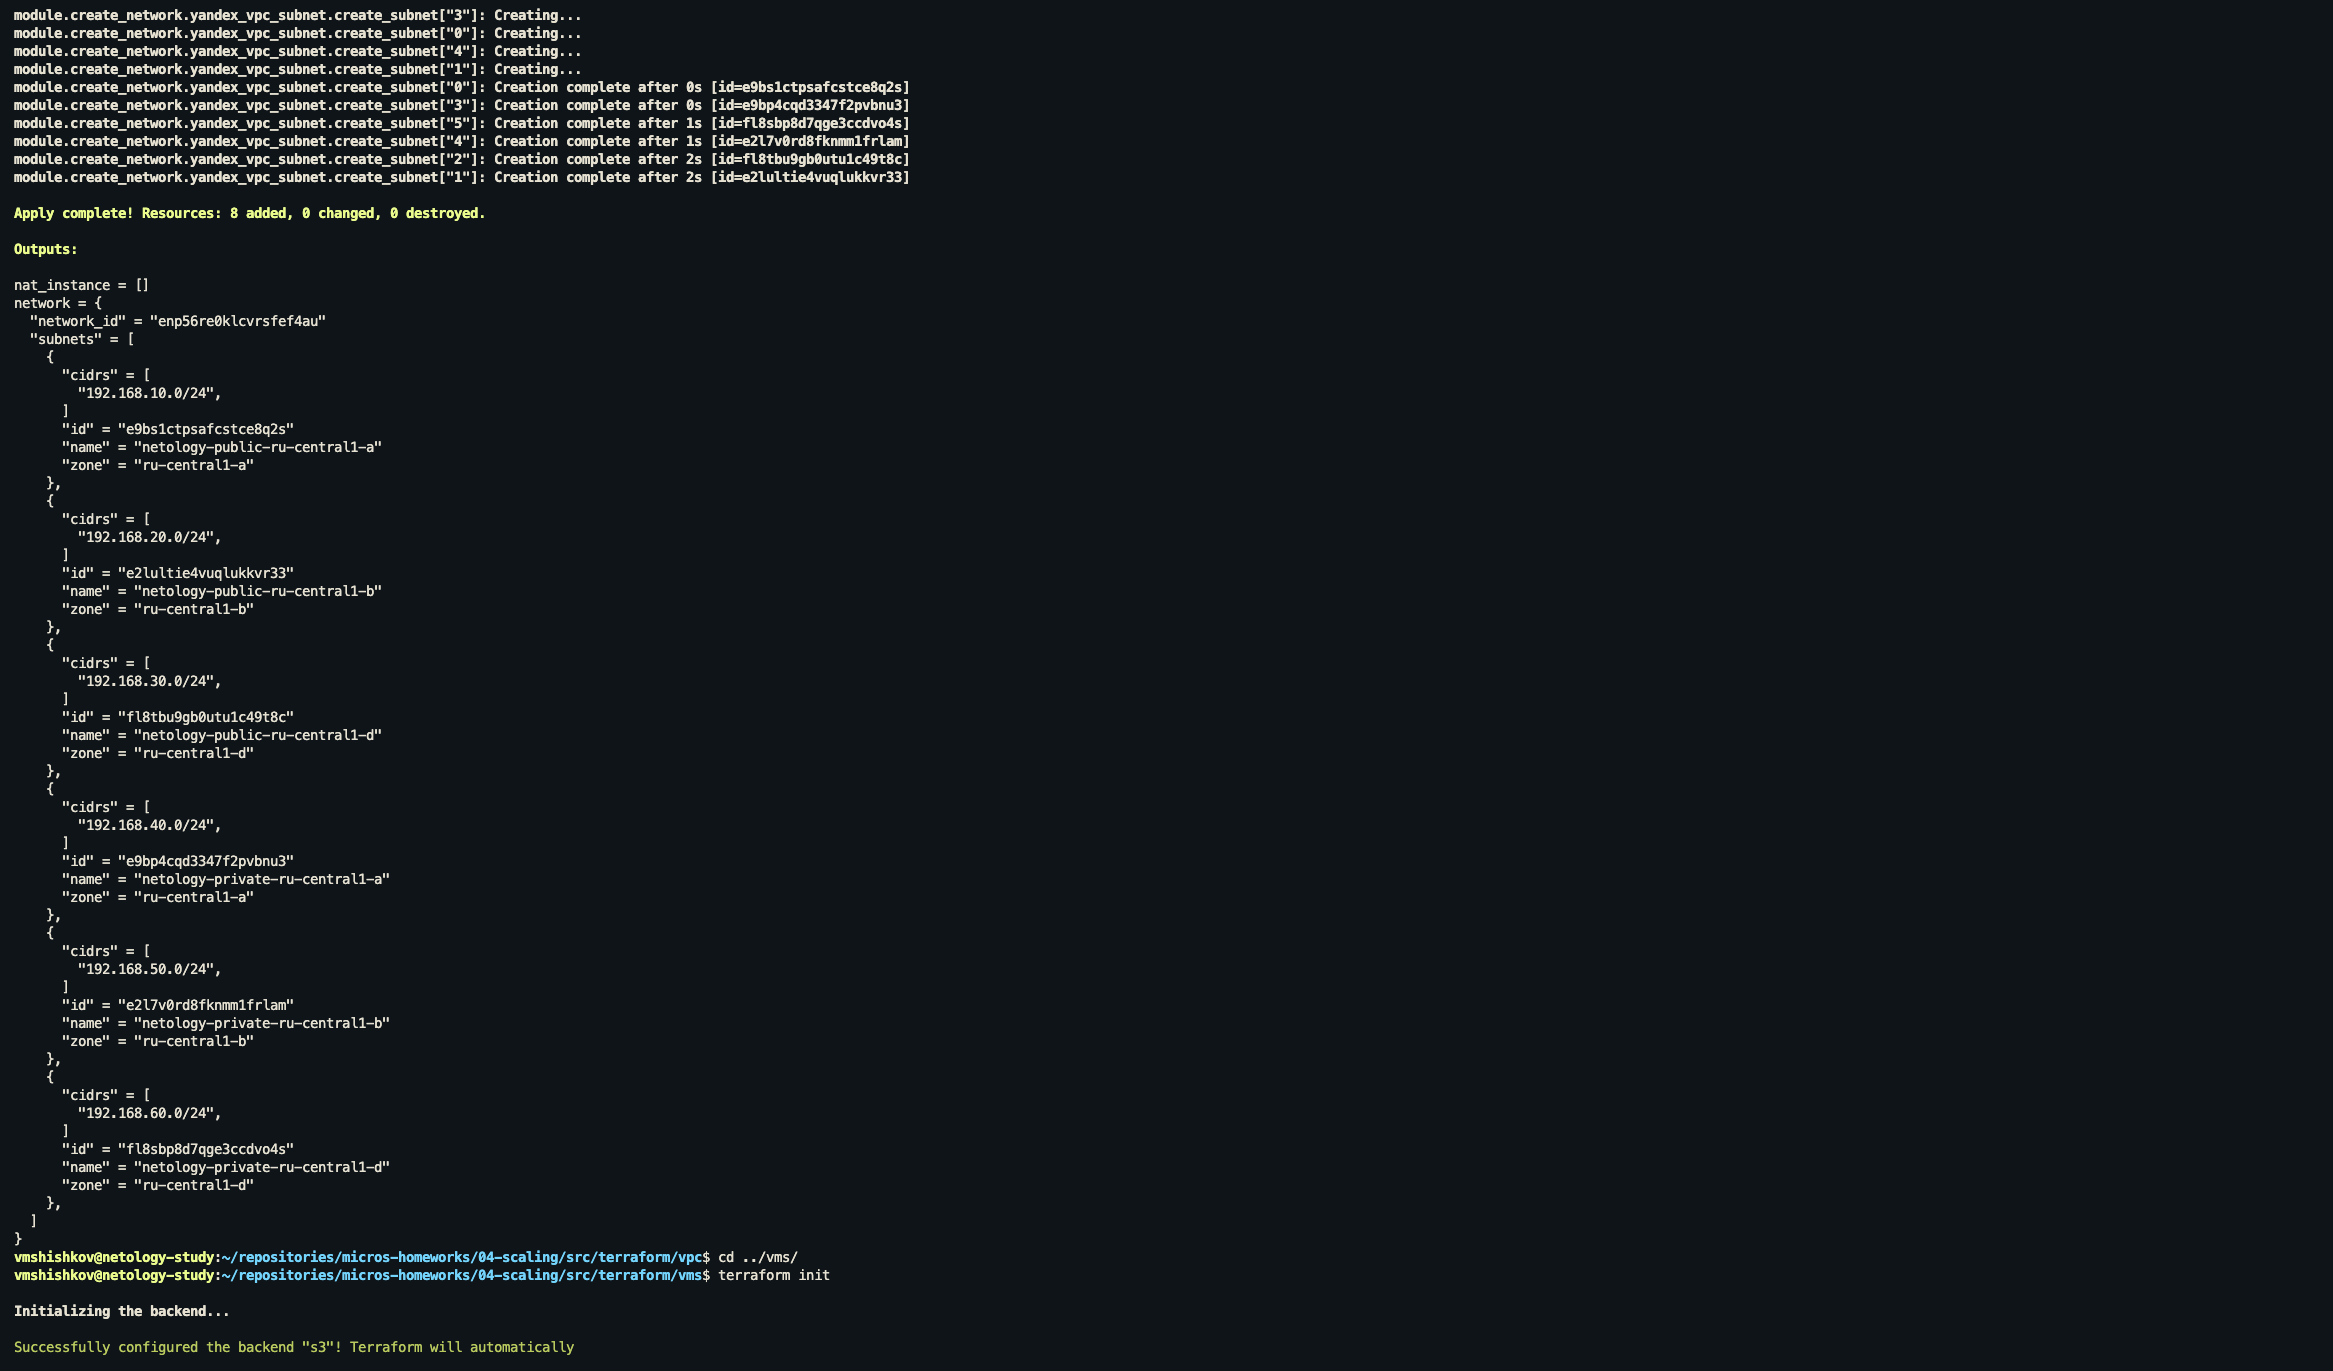 module.create_network.yandex_vpc_subnet.create_subnet["3"]: Creating...
module.create_network.yandex_vpc_subnet.create_subnet["0"]: Creating...
module.create_network.yandex_vpc_subnet.create_subnet["4"]: Creating...
module.create_network.yandex_vpc_subnet.create_subnet["1"]: Creating...
module.create_network.yandex_vpc_subnet.create_subnet["0"]: Creation complete after 0s [id=e9bs1ctpsafcstce8q2s]
module.create_network.yandex_vpc_subnet.create_subnet["3"]: Creation complete after 0s [id=e9bp4cqd3347f2pvbnu3]
module.create_network.yandex_vpc_subnet.create_subnet["5"]: Creation complete after 1s [id=fl8sbp8d7qge3ccdvo4s]
module.create_network.yandex_vpc_subnet.create_subnet["4"]: Creation complete after 1s [id=e2l7v0rd8fknmm1frlam]
module.create_network.yandex_vpc_subnet.create_subnet["2"]: Creation complete after 2s [id=fl8tbu9gb0utu1c49t8c]
module.create_network.yandex_vpc_subnet.create_subnet["1"]: Creation complete after 2s [id=e2lultie4vuqlukkvr33]
Apply complete! Resources: 8 added, 0 changed, 0 destroyed.
Outputs:
nat_instance = []
network = {
  "network_id" = "enp56re0klcvrsfef4au"
  "subnets" = [
    {
      "cidrs" = [
        "192.168.10.0/24",
      ]
      "id" = "e9bs1ctpsafcstce8q2s"
      "name" = "netology-public-ru-central1-a"
      "zone" = "ru-central1-a"
    },
    {
      "cidrs" = [
        "192.168.20.0/24",
      ]
      "id" = "e2lultie4vuqlukkvr33"
      "name" = "netology-public-ru-central1-b"
      "zone" = "ru-central1-b"
    },
    {
      "cidrs" = [
        "192.168.30.0/24",
      ]
      "id" = "fl8tbu9gb0utu1c49t8c"
      "name" = "netology-public-ru-central1-d"
      "zone" = "ru-central1-d"
    },
    {
      "cidrs" = [
        "192.168.40.0/24",
      ]
      "id" = "e9bp4cqd3347f2pvbnu3"
      "name" = "netology-private-ru-central1-a"
      "zone" = "ru-central1-a"
    },
    {
      "cidrs" = [
        "192.168.50.0/24",
      ]
      "id" = "e2l7v0rd8fknmm1frlam"
      "name" = "netology-private-ru-central1-b"
      "zone" = "ru-central1-b"
    },
    {
      "cidrs" = [
        "192.168.60.0/24",
      ]
      "id" = "fl8sbp8d7qge3ccdvo4s"
      "name" = "netology-private-ru-central1-d"
      "zone" = "ru-central1-d"
    },
  ]
}
vmshishkov@netology-study:~/repositories/micros-homeworks/04-scaling/src/terraform/vpc$ cd ../vms/
vmshishkov@netology-study:~/repositories/micros-homeworks/04-scaling/src/terraform/vms$ terraform init
Initializing the backend...
Successfully configured the backend "s3"! Terraform will automatically